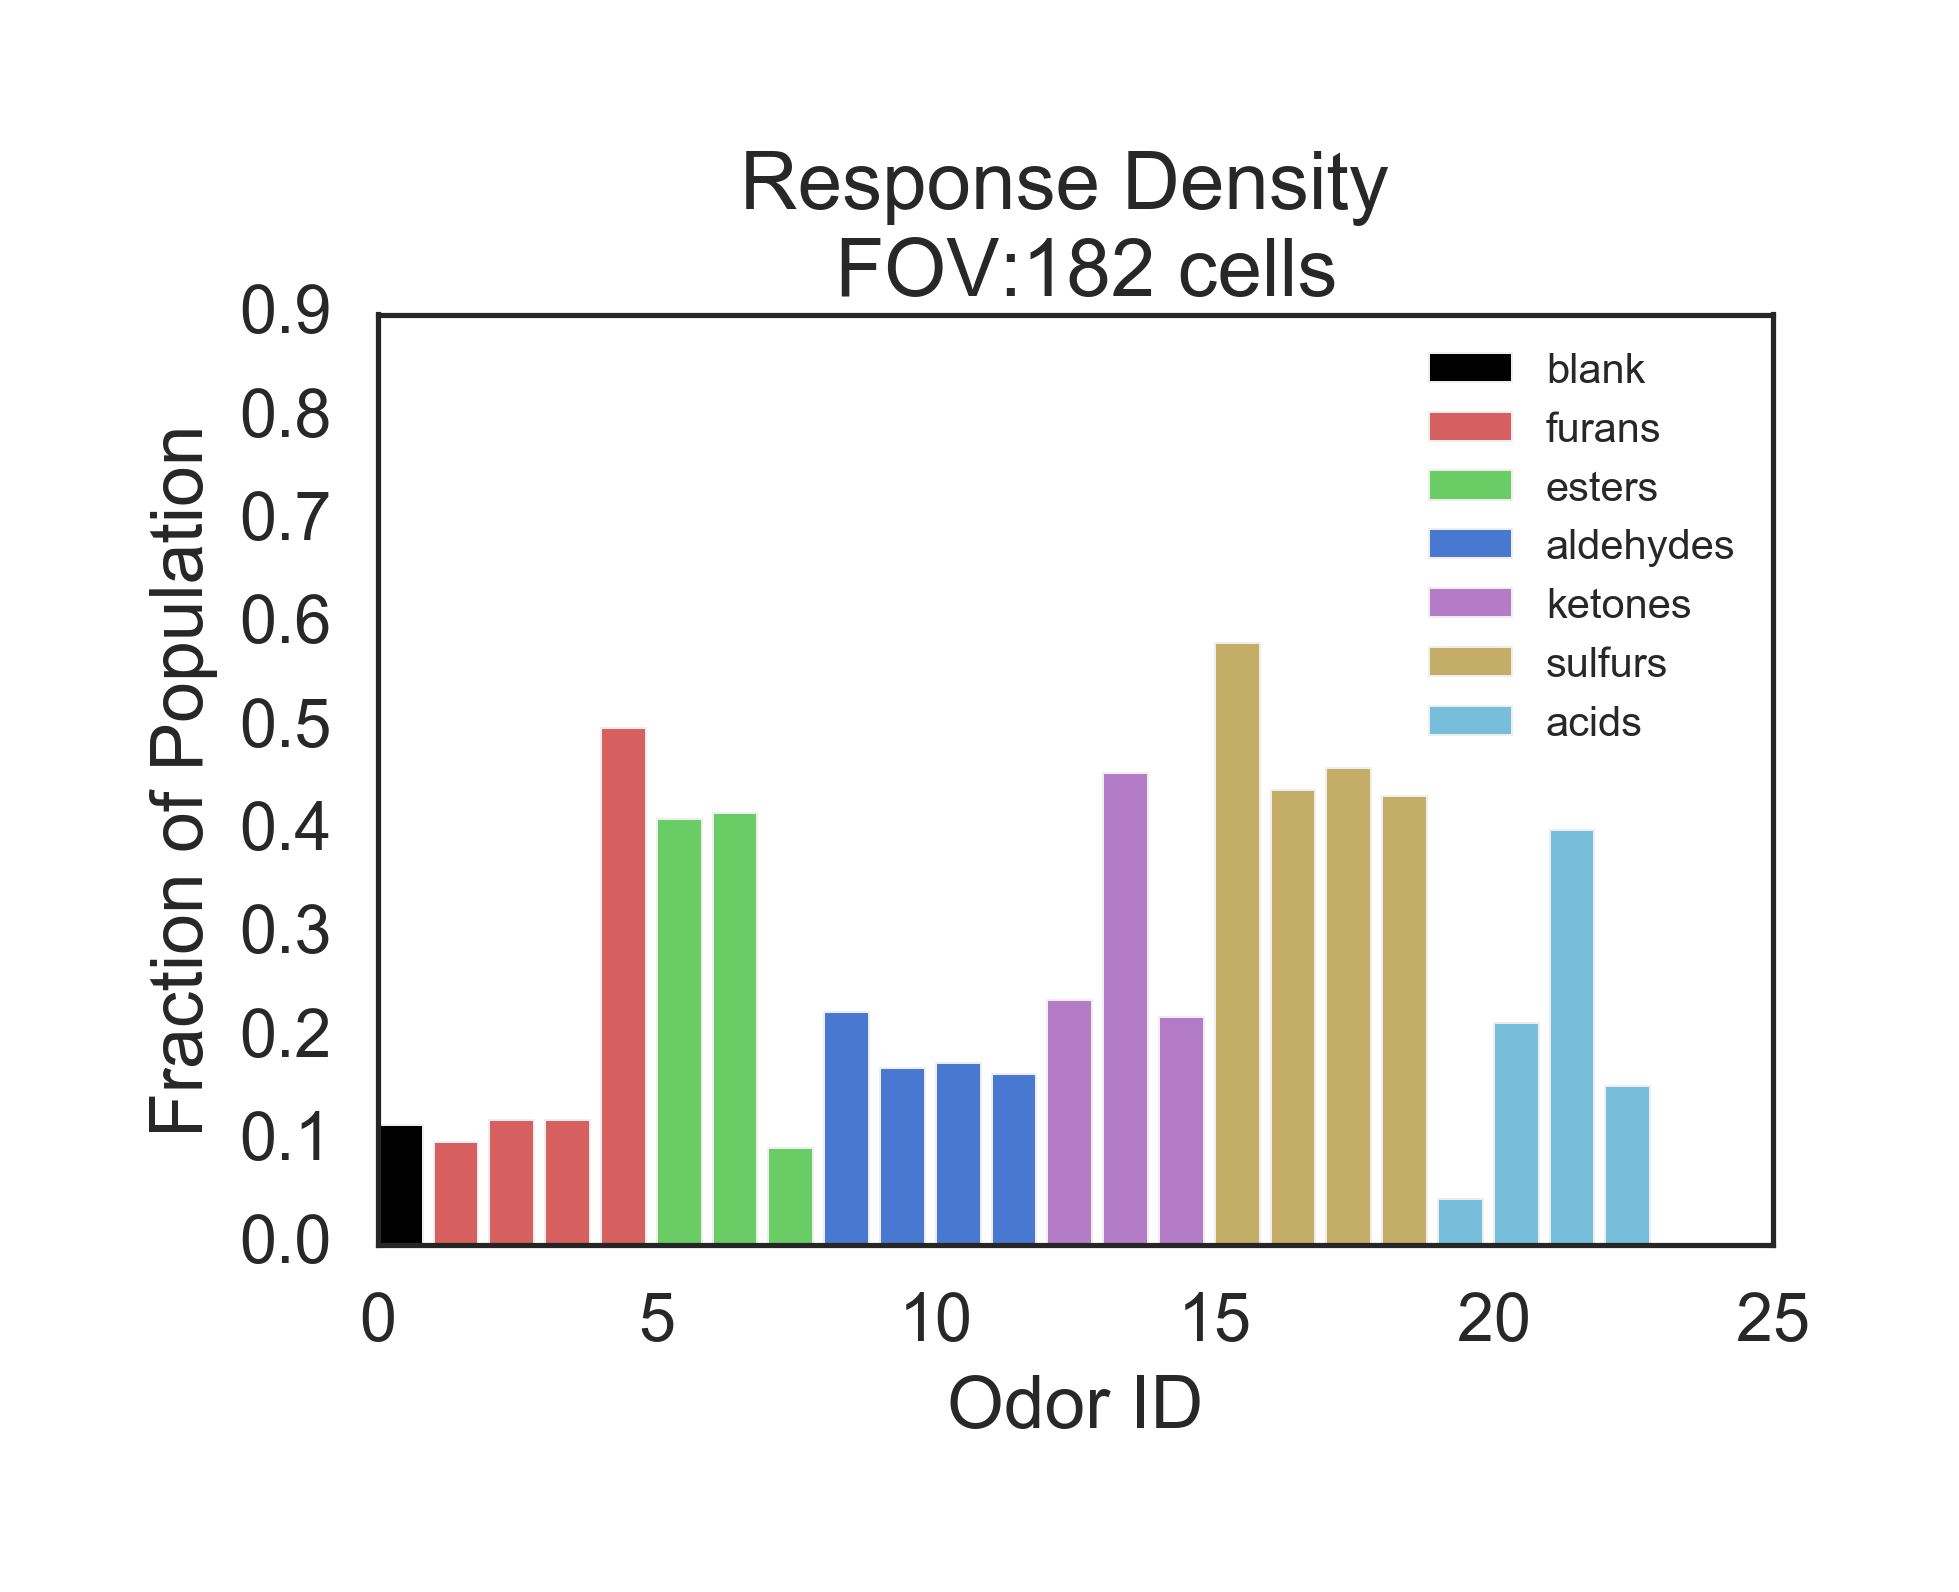 Response Density
FOV:182 cells
0.9
0.8
0.7
0.6
0.5
0.4
0.3
0.2
0.1
0.0
Fraction of Population
blank
furans
esters
aldehydes
ketones
sulfurs
acids
0 5 10 15 20 25
Odor ID